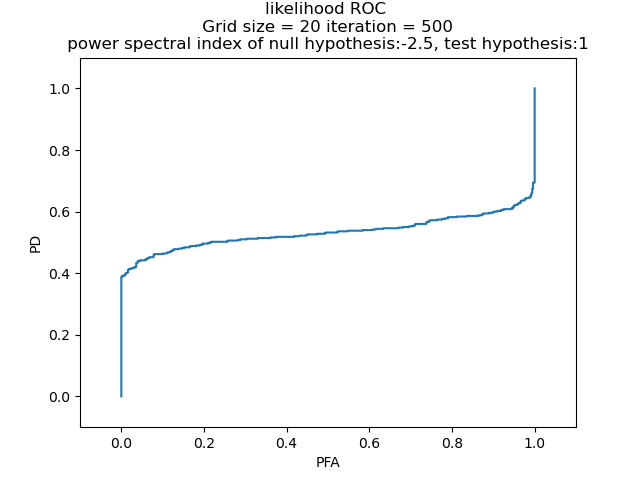 likelihood ROC
Grid size = 20 iteration = 500
power spectral index of null hypothesis:-2.5, test hypothesis:1
1.0
0.8
0.6
0.4
0.2
0.0
PD
0.0 0.2 0.4 0.6 0.8 1.0
PFA